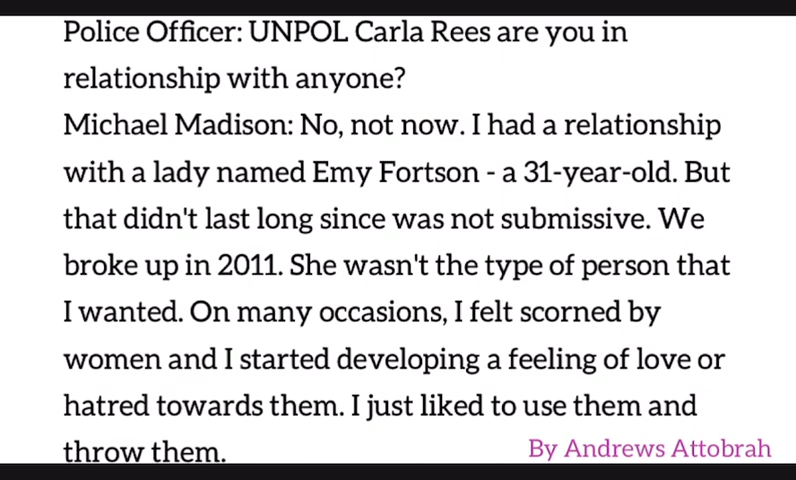 Police Officer: UNPOL Carla Rees are you in
relationship with anyone?
Michael Madison: No, not now. I had a relationship
with a lady named Emy Fortson - a 31-year-old. But
that didn't last long since was not submissive. We
broke up in 2011. She wasn't the type of person that
I wanted. On many occasions, I felt scorned by
women and I started developing a feeling of love or
hatred towards them. I just liked to use them and
throw them.
By Andrews Attobrah